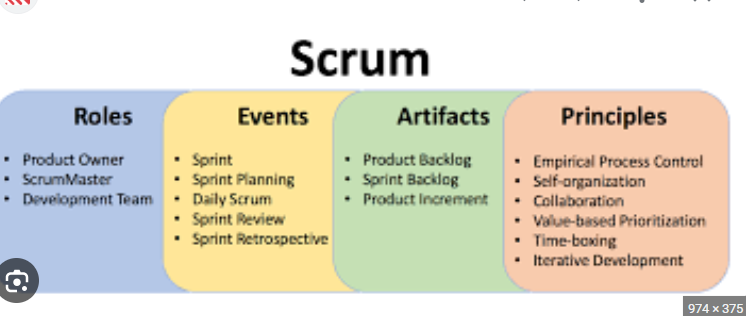 Scrum
Roles
• Product Owner
• ScrumMaster
• Development Team
Events
• Sprint
• Sprint Planning
• Daily Scrum
• Sprint Review
• Sprint Retrospective
Artifacts
• Product Backlog
• Sprint Backlog
• Product Increment
Principles
• Empirical Process Control
• Self-organization
• Collaboration
• Value-based Prioritization
• Time-boxing
• Iterative Development
974 × 375